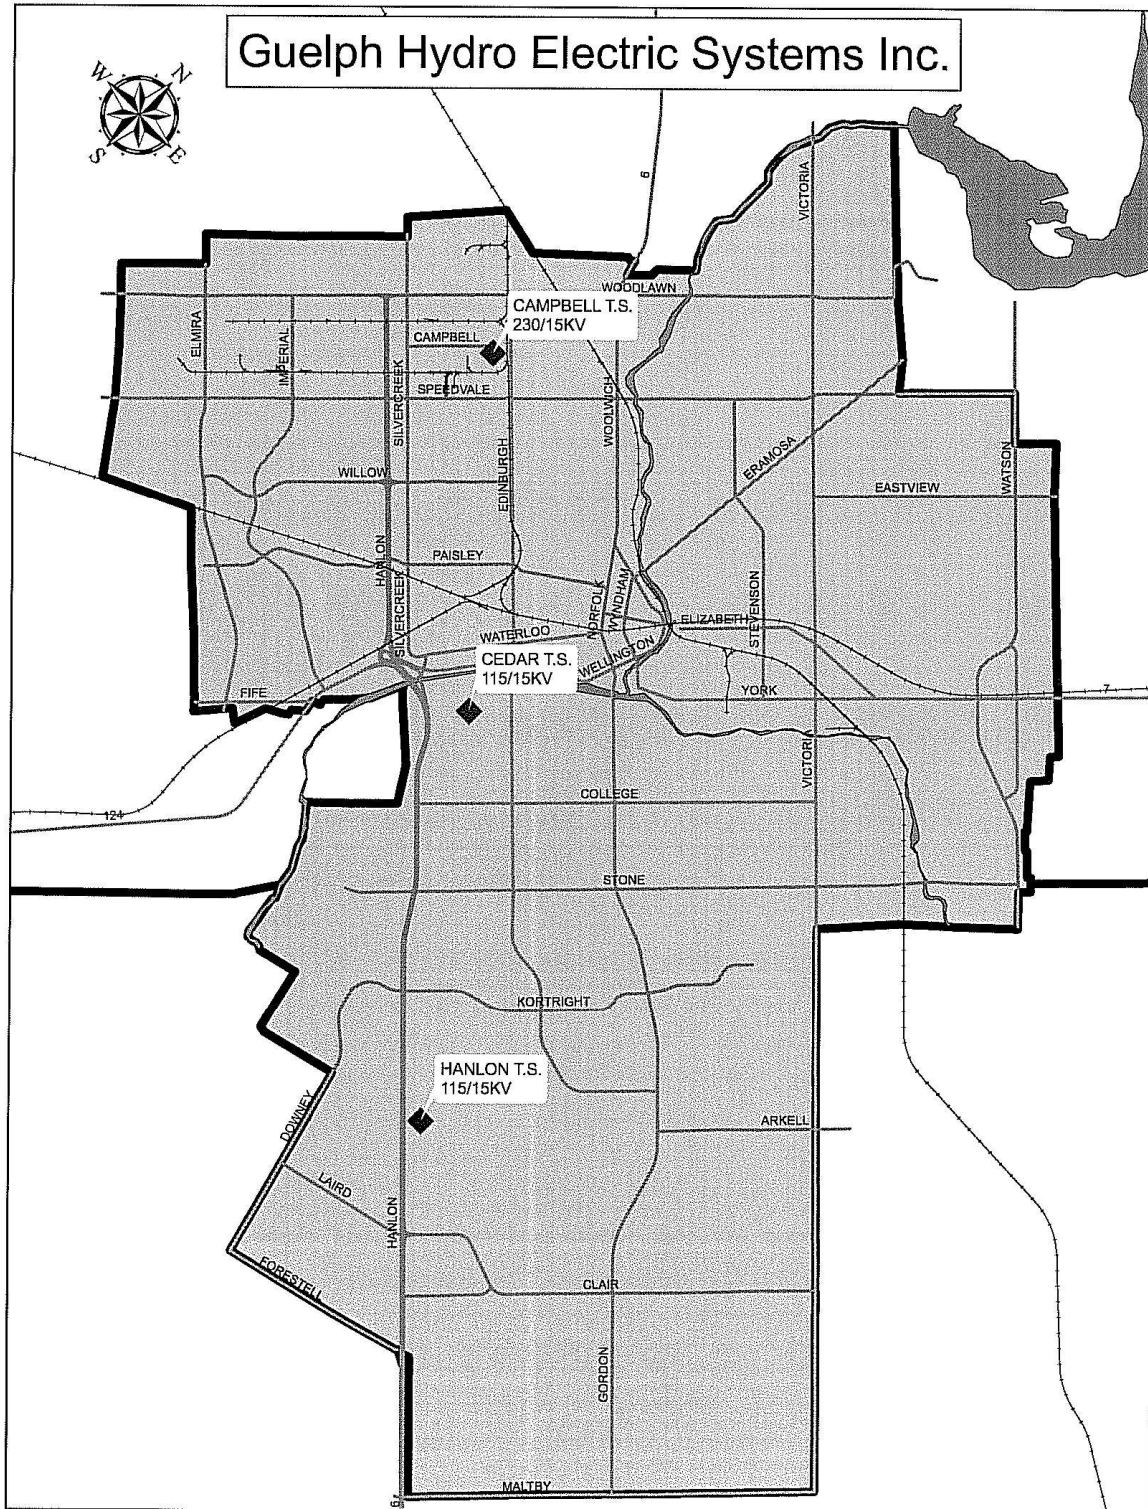 Guelph Hydro Electric Systems Inc.
W
N
S
E
6
VICTORIA
WOODLAWN
CAMPBELL T.S.
230/15KV
ELMIRA
IMPERIAL
CAMPBELL
SILVERCREEK
SPEEDVALE
WOOLWICH
ERAMOSA
WATSON
WILLOW
EDINBURGH
EASTVIEW
HANLON
PAISLEY
SILVERCREEK
NORFOLK
WYNDHAM
STEVENSON
ELIZABETH
WATERLOO
CEDAR T.S.
115/15KV
WELLINGTON
FIFE
YORK
7
VICTORIA
COLLEGE
124
STONE
KORTRIGHT
HANLON T.S.
115/15KV
DOWNEY
ARKELL
LAIRD
HANLON
FORESTELL
CLAIR
GORDON
MALTBY
6